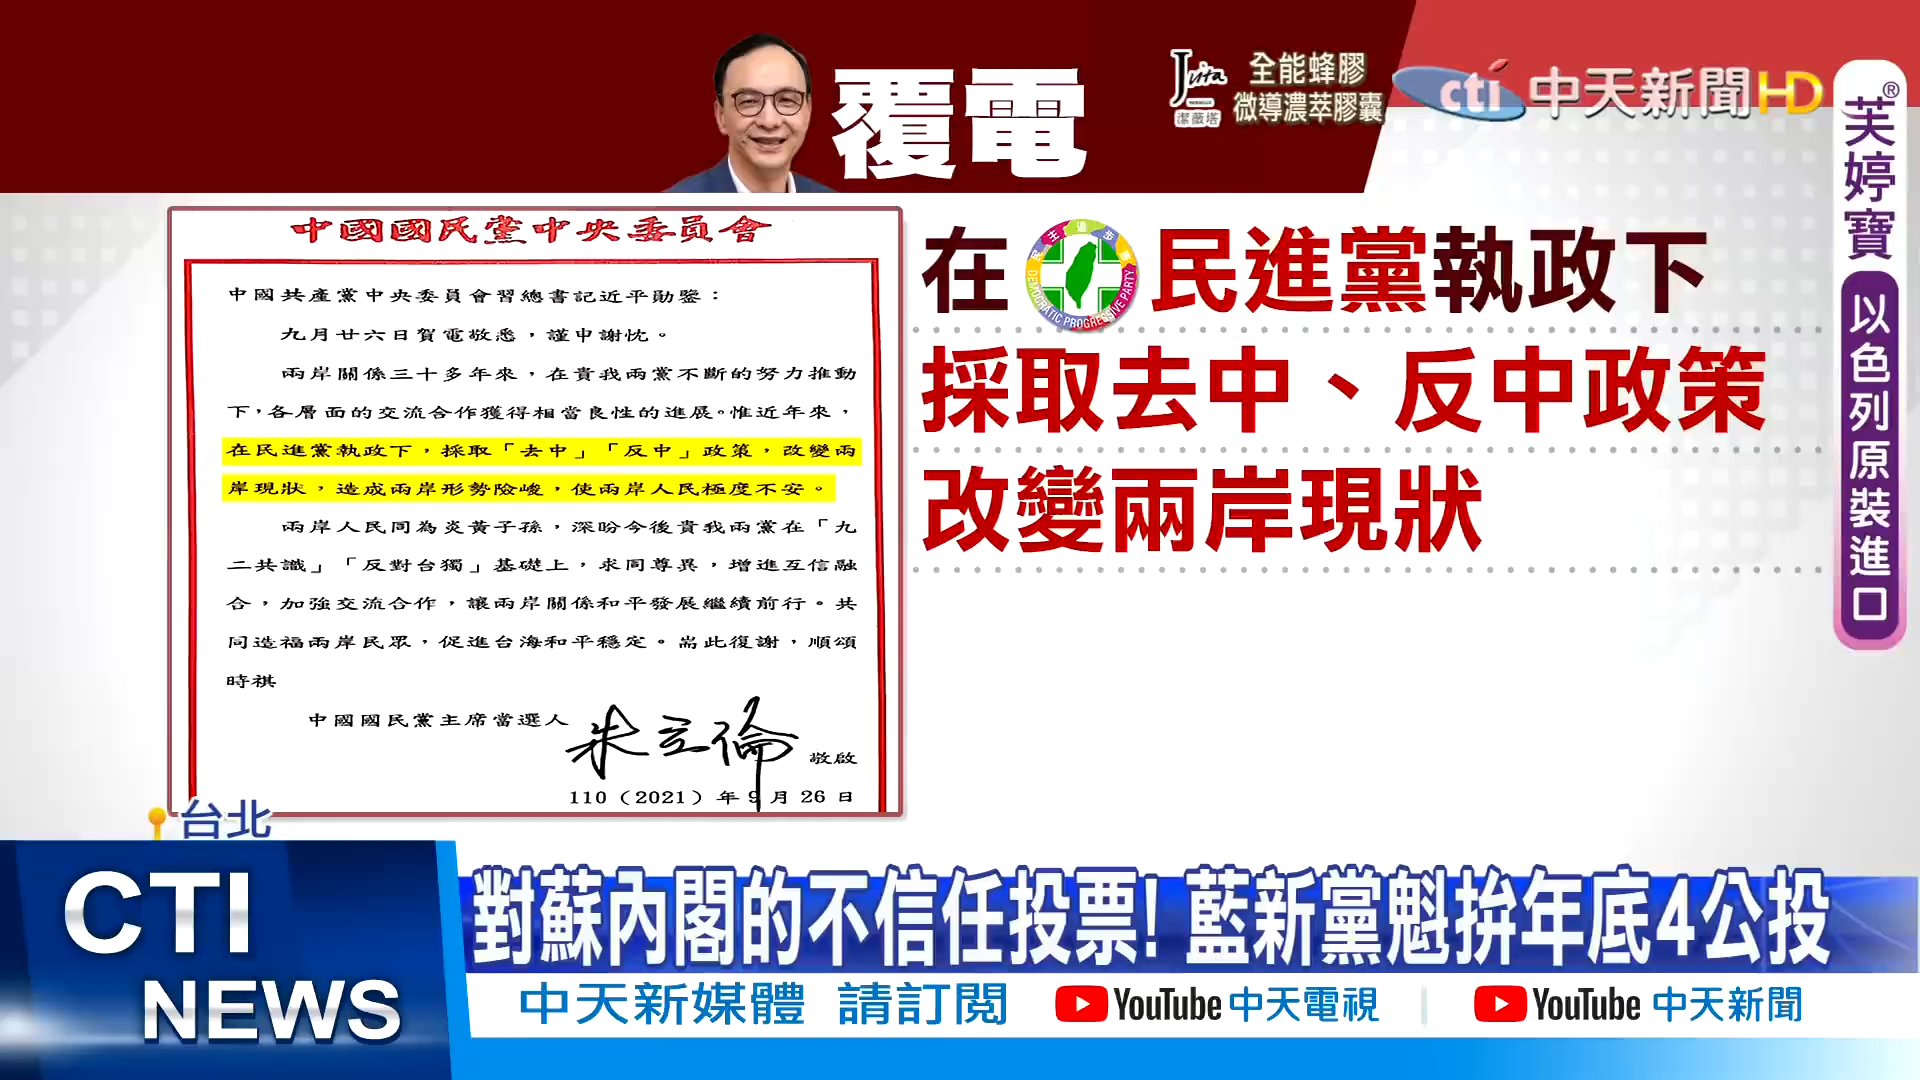 覆電
Jvita
潔薇塔
全能蜂膠
微導濃萃膠囊
cti 中天新聞HD
芙婷寶®
以色列原裝進口
中國國民黨中央委員會
中國共產黨中央委員會習總書記近平勛鑒：
九月廿六日賀電敬悉，謹申謝忱。
兩岸關係三十多年來，在貴我兩黨不斷的努力推動
下，各層面的交流合作獲得相當良性的進展。惟近年來，
在民進黨執政下，採取「去中」「反中」政策，改變兩
岸現狀，造成兩岸形勢險峻，使兩岸人民極度不安。
兩岸人民同為炎黃子孫，深盼今後貴我兩黨在「九
二共識」「反對台獨」基礎上，求同尊異，增進互信融
合，加強交流合作，讓兩岸關係和平發展繼續前行。共
同造福兩岸民眾，促進台海和平穩定。耑此復謝，順頌
時祺
中國國民黨主席當選人
朱立倫
敬啟
110（2021）年9月26日
在民進黨執政下
民主進步黨
DEMOCRATIC PROGRESSIVE PARTY
採取去中、反中政策
改變兩岸現狀
台北
CTI
NEWS
對蘇內閣的不信任投票! 藍新黨魁拚年底4公投
中天新媒體 請訂閱 YouTube 中天電視 | YouTube 中天新聞